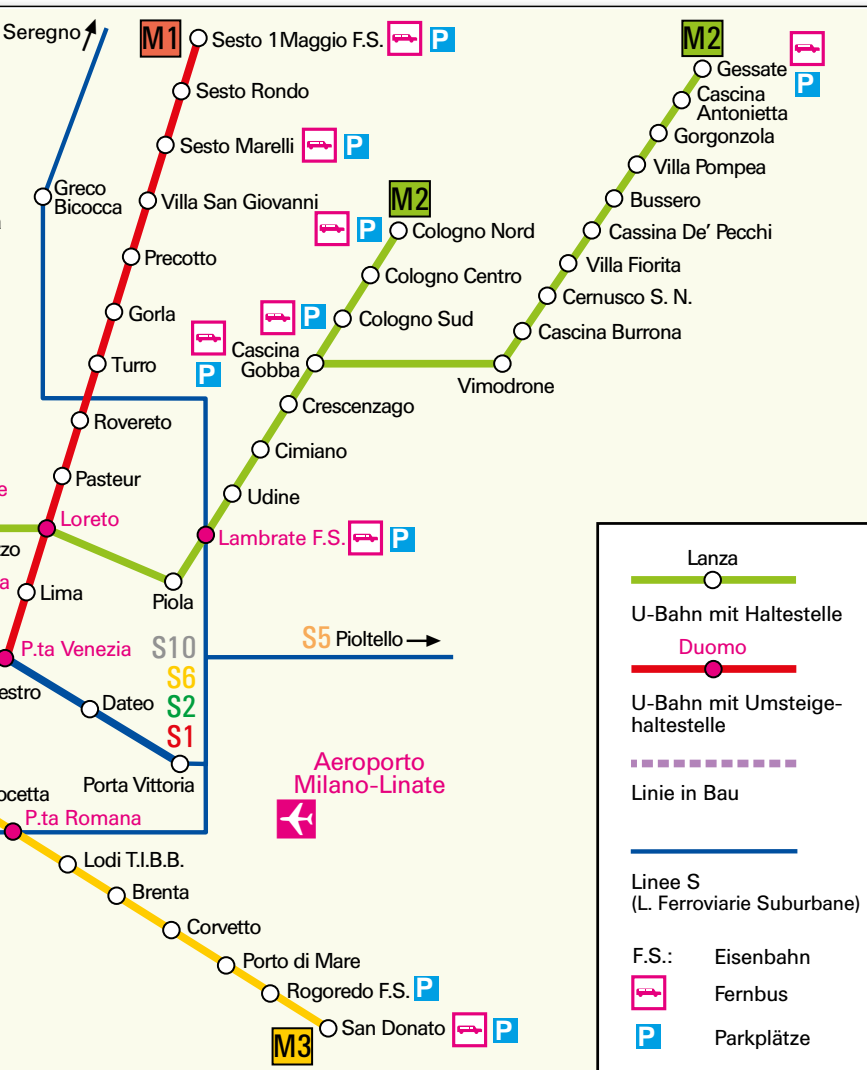 Seregno
M1
Sesto 1Maggio F.S.
P
M2
Gessate
P
Sesto Rondo
Cascina
Antonietta
Sesto Marelli
P
Gorgonzola
Villa Pompea
Greco
Bicocca
Villa San Giovanni
M2
Bussero
P
Cologno Nord
Cassina De' Pecchi
Precotto
Cologno Centro
Villa Fiorita
Cernusco S. N.
Gorla
P
Cologno Sud
Cascina Burrona
Turro
P
Cascina
Gobba
Vimodrone
Rovereto
Crescenzago
Cimiano
Pasteur
Udine
e
Loreto
Lambrate F.S.
P
zo
a
Lima
Piola
P.ta Venezia
S10
S5 Pioltello
S6
estro
Dateo
S2
S1
Porta Vittoria
Aeroporto
Milano-Linate
ocetta
P.ta Romana
Lodi T.I.B.B.
Brenta
Corvetto
Porto di Mare
Rogoredo F.S.
P
San Donato
P
M3
Lanza
U-Bahn mit Haltestelle
Duomo
U-Bahn mit Umsteige-
haltestelle
Linie in Bau
Linee S
(L. Ferroviarie Suburbane)
F.S.: Eisenbahn
Fernbus
P Parkplätze